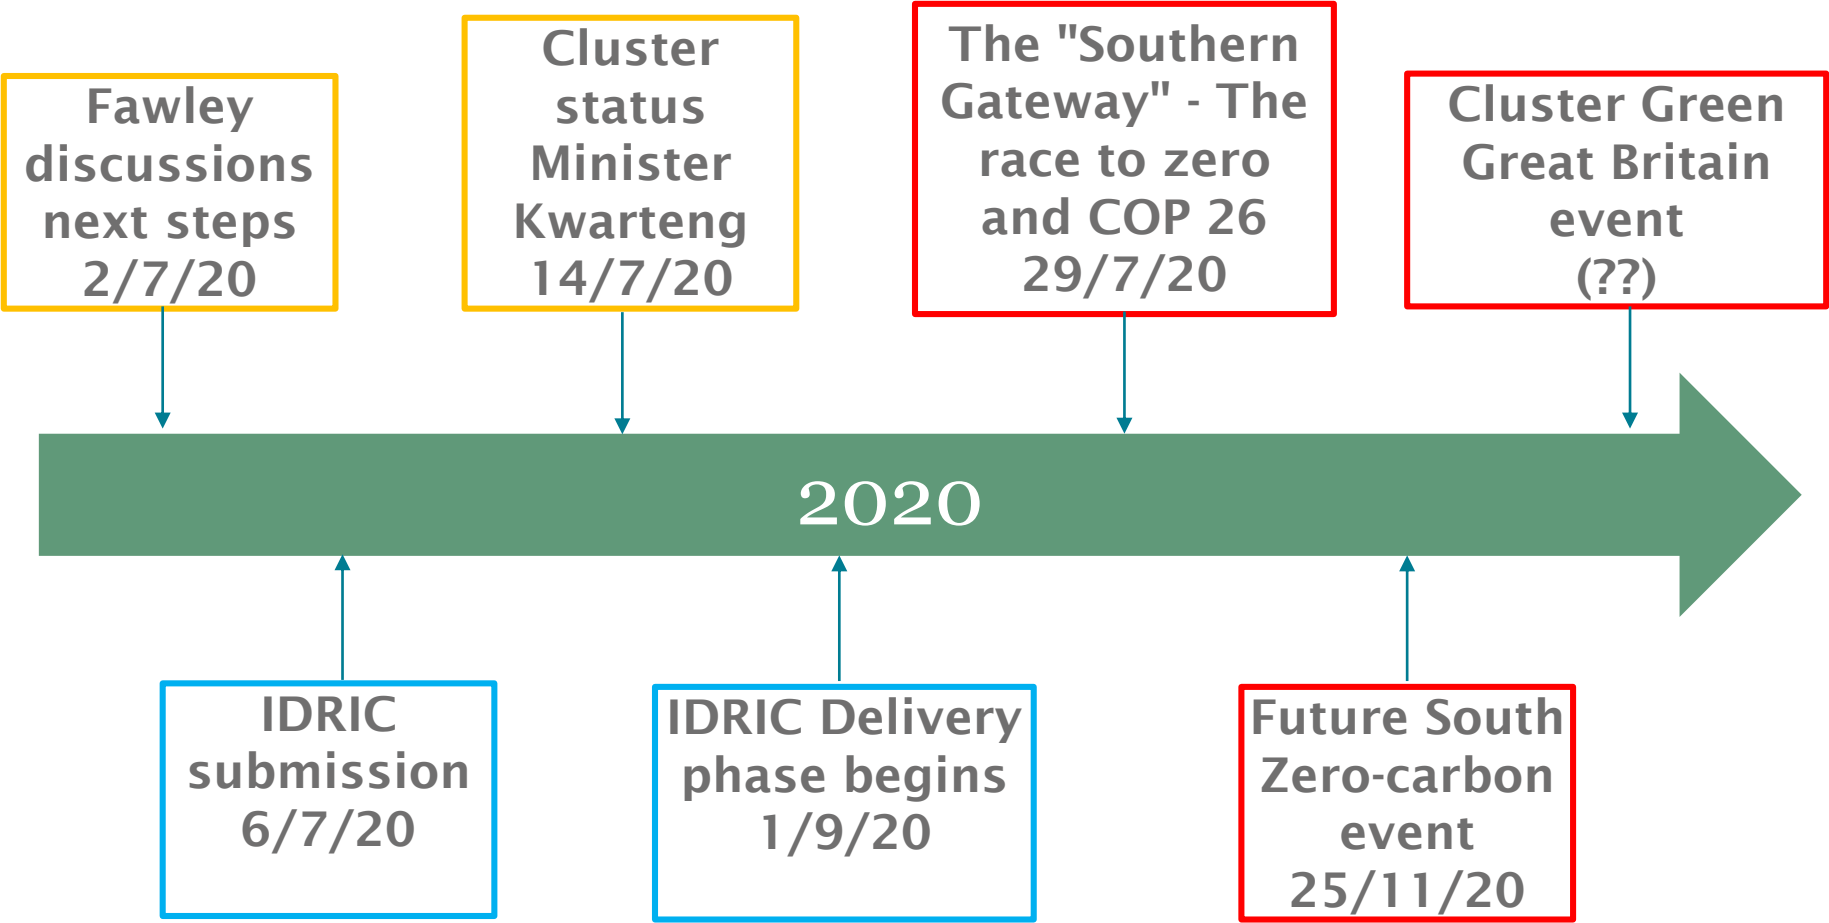 Fawley
discussions
next steps
2/7/20
Cluster
status
Minister
Kwarteng
14/7/20
The "Southern
Gateway" - The
race to zero
and COP 26
29/7/20
Cluster Green
Great Britain
event
(??)
2020
IDRIC
submission
6/7/20
IDRIC Delivery
phase begins
1/9/20
Future South
Zero-carbon
event
25/11/20